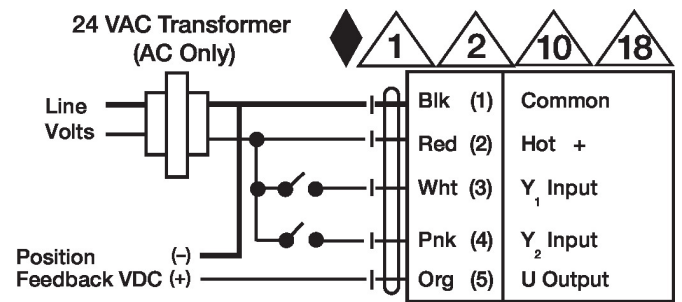 24 VAC Transformer
(AC Only)
1 2 10 18
Line
Volts
Blk (1) Common
Red (2) Hot +
Wht (3) Y1 Input
Pnk (4) Y2 Input
Position (-)
Feedback VDC (+)
Org (5) U Output